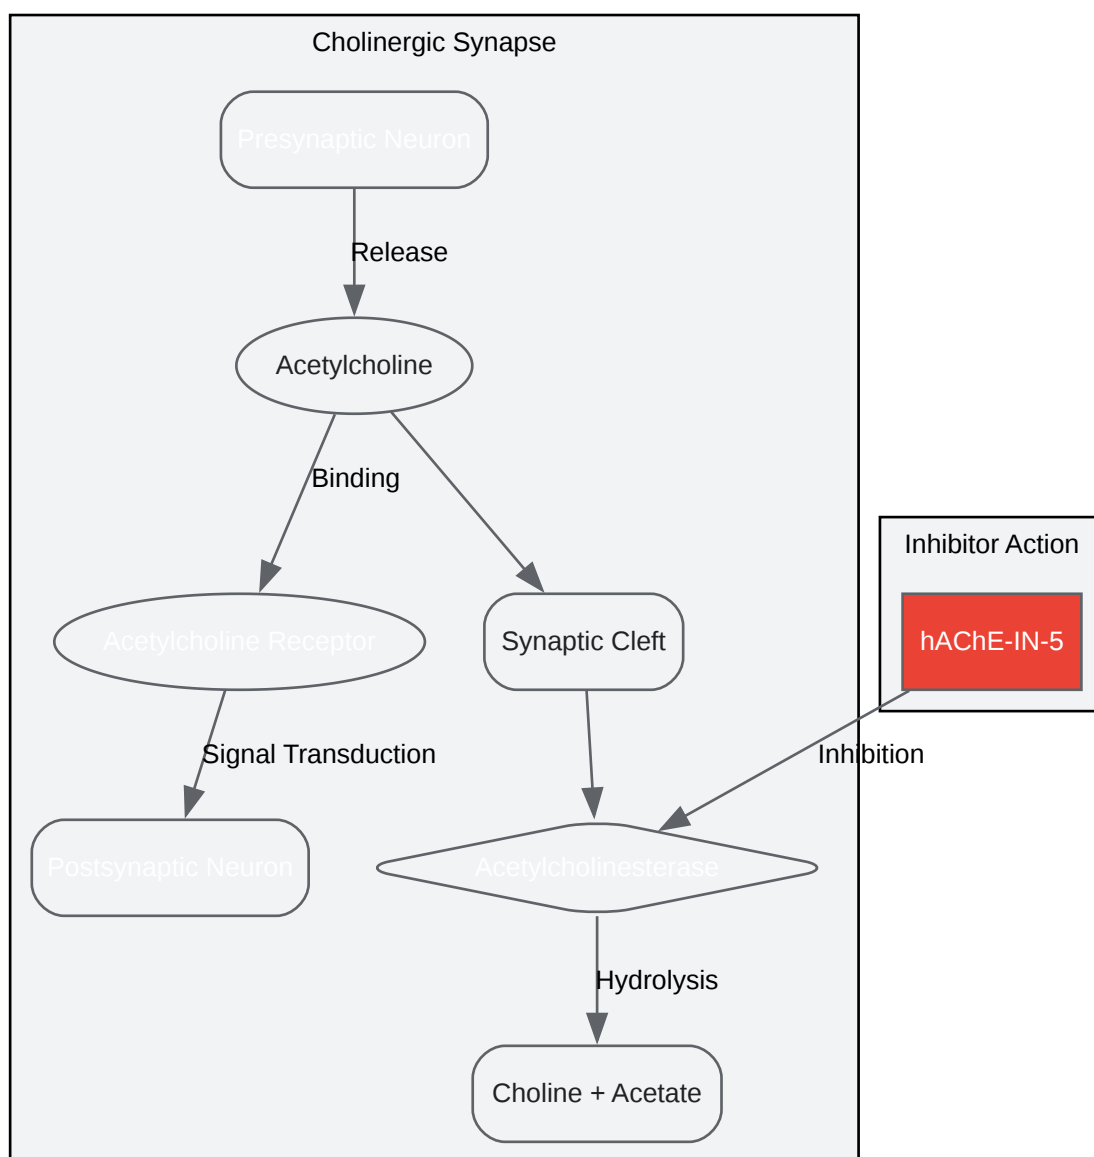 Cholinergic Synapse
Presynaptic Neuron
Release
Acetylcholine
Binding
Inhibitor Action
Acetylcholine Receptor
Synaptic Cleft
hAChE-IN-5
Signal Transduction
Inhibition
Postsynaptic Neuron
Acetylcholinesterase
Hydrolysis
Choline + Acetate